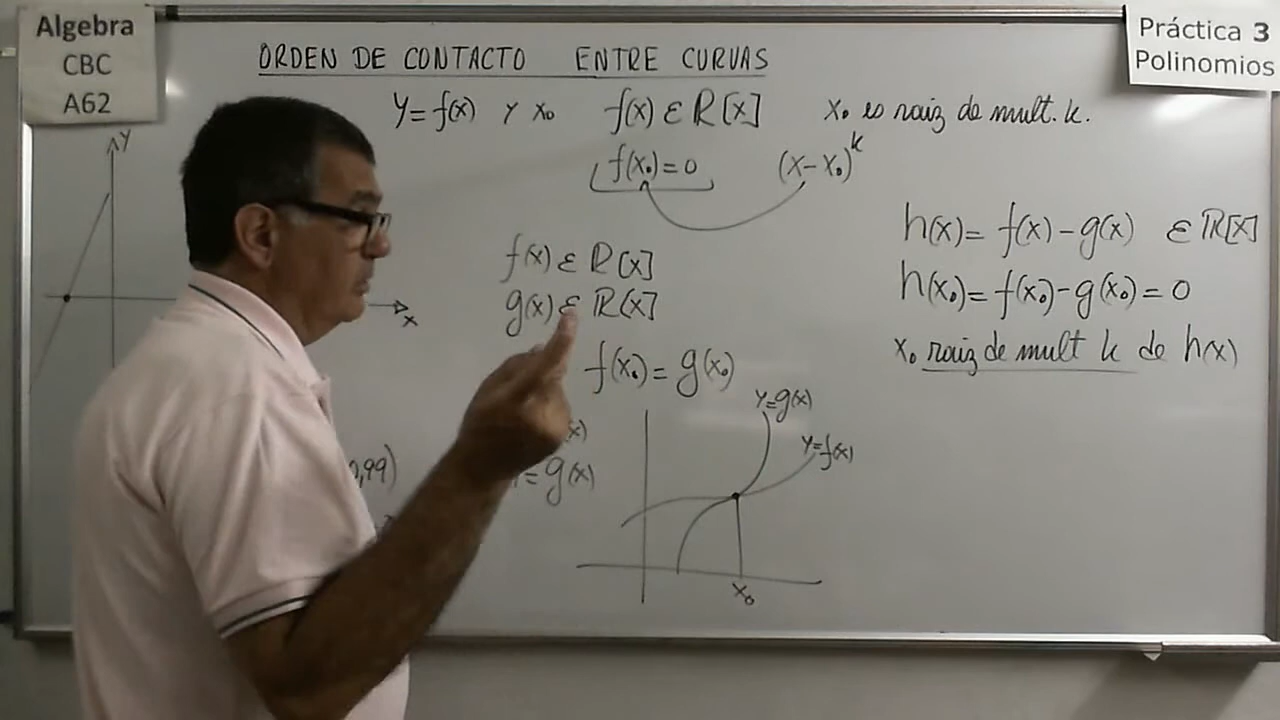 Algebra
CBC
A62
Práctica 3
Polinomios
ORDEN DE CONTACTO ENTRE CURVAS
y=f(x) y x₀ f(x) ε R[x] x₀ es raiz de mult. k.
f(x₀)=0 (x-x₀)^k
f(x) ε R[x]
g(x) ε R[x]
f(x₀)=g(x₀)
h(x)= f(x)-g(x) ε R[x]
h(x₀)= f(x₀)-g(x₀)=0
x₀ raiz de mult k de h(x)
y
x
,99)
(x)
=g(x)
y=g(x)
y=f(x)
x₀